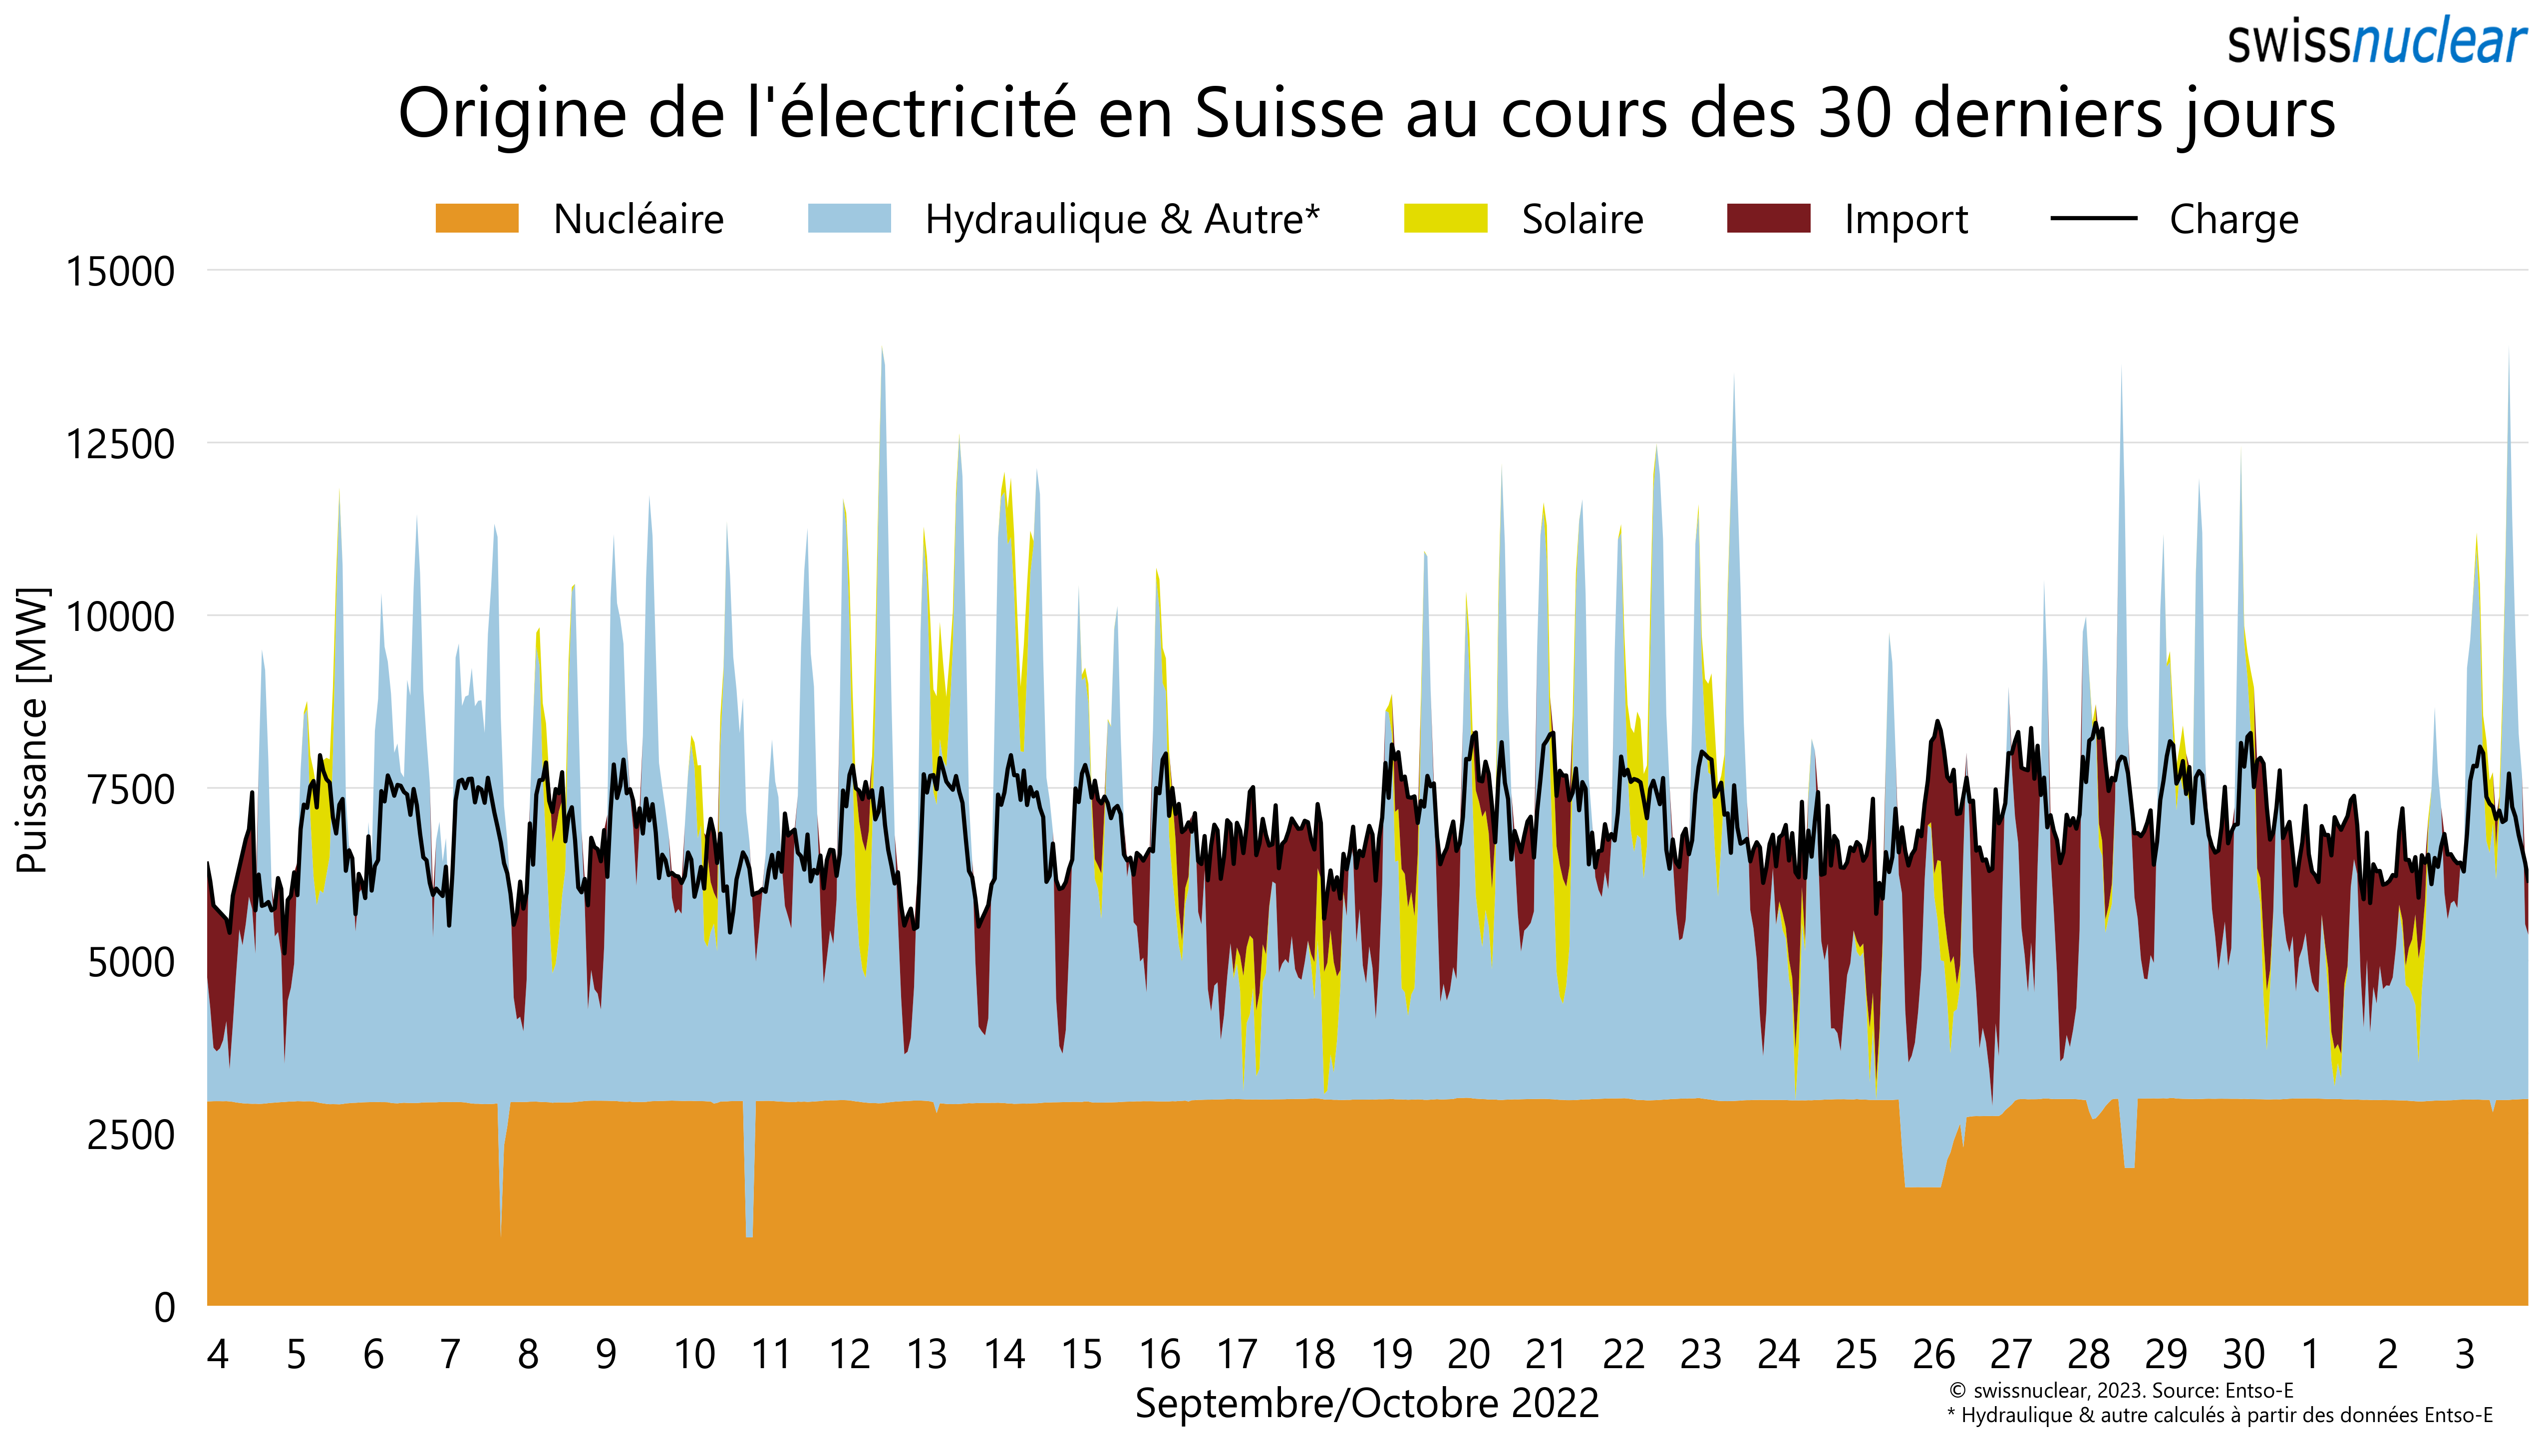 swissnuclear
Origine de l'électricité en Suisse au cours des 30 derniers jours
Nucléaire Hydraulique & Autre* Solaire Import Charge
Puissance [MW]
15000
12500
10000
7500
5000
2500
0
4 5 6 7 8 9 10 11 12 13 14 15 16 17 18 19 20 21 22 23 24 25 26 27 28 29 30 1 2 3
Septembre/Octobre 2022
© swissnuclear, 2023. Source: Entso-E
* Hydraulique & autre calculés à partir des données Entso-E